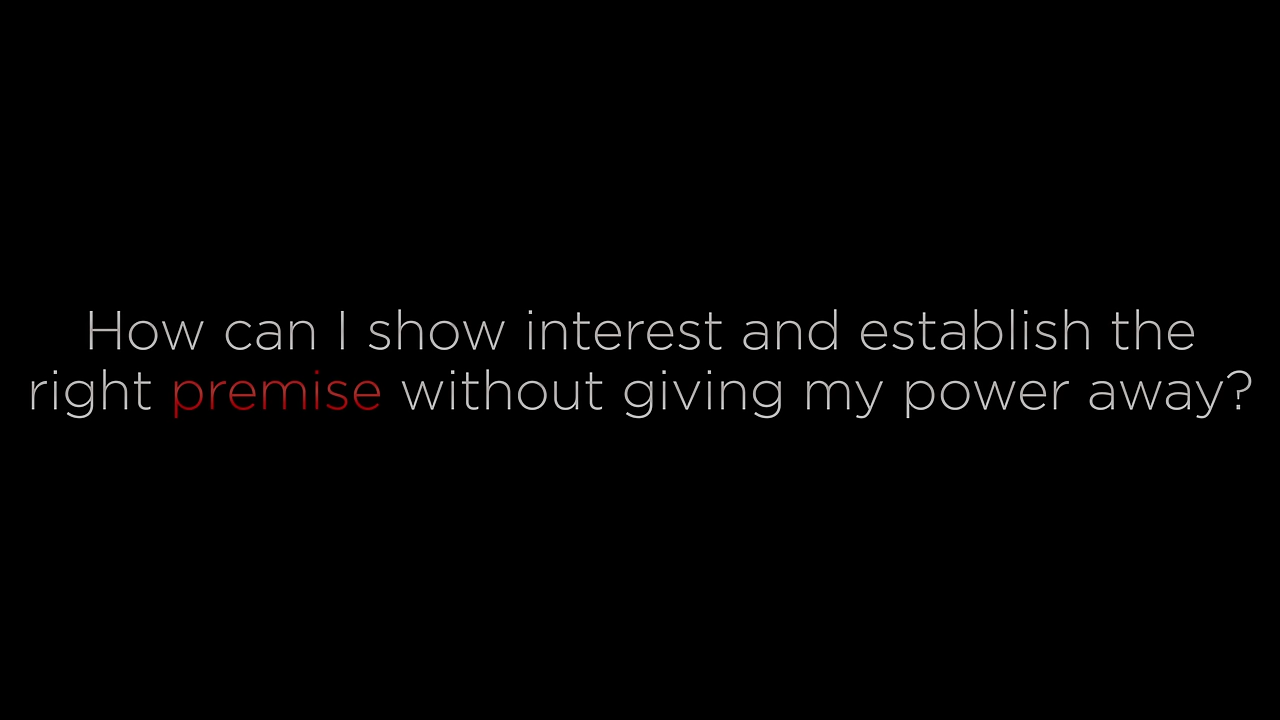 How can I show interest and establish the
right premise without giving my power away?